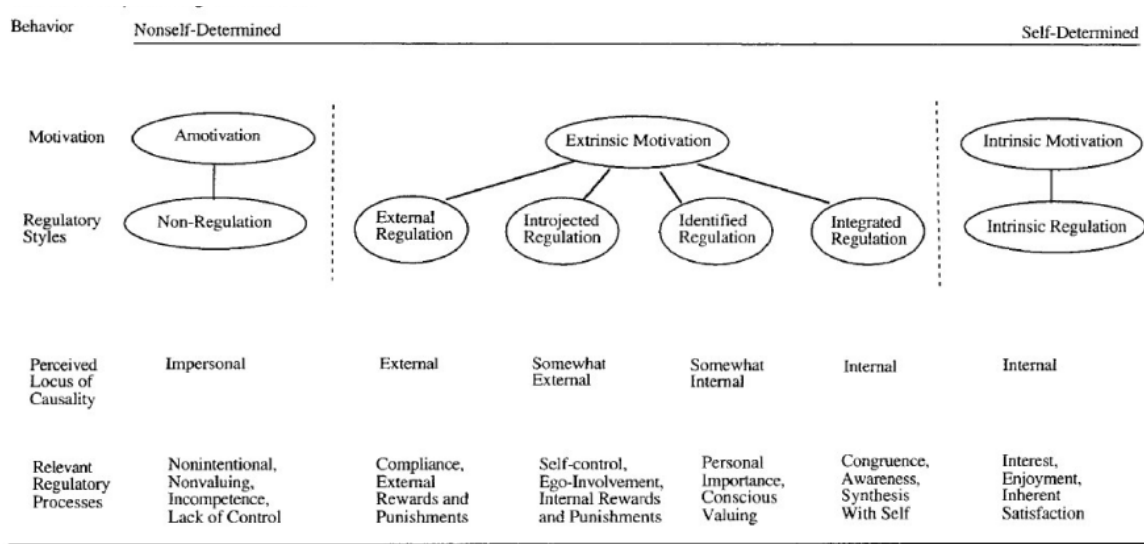 Behavior Nonself-Determined Self-Determined
Motivation Amotivation Extrinsic Motivation Intrinsic Motivation
Regulatory
Styles
Non-Regulation
External
Regulation
Introjected
Regulation
Identified
Regulation
Integrated
Regulation
Intrinsic Regulation
Perceived
Locus of
Causality
Impersonal
External
Somewhat
External
Somewhat
Internal
Internal
Internal
Relevant
Regulatory
Processes
Nonintentional,
Nonvaluing,
Incompetence,
Lack of Control
Compliance,
External
Rewards and
Punishments
Self-control,
Ego-Involvement,
Internal Rewards
and Punishments
Personal
Importance,
Conscious
Valuing
Congruence,
Awareness,
Synthesis
With Self
Interest,
Enjoyment,
Inherent
Satisfaction